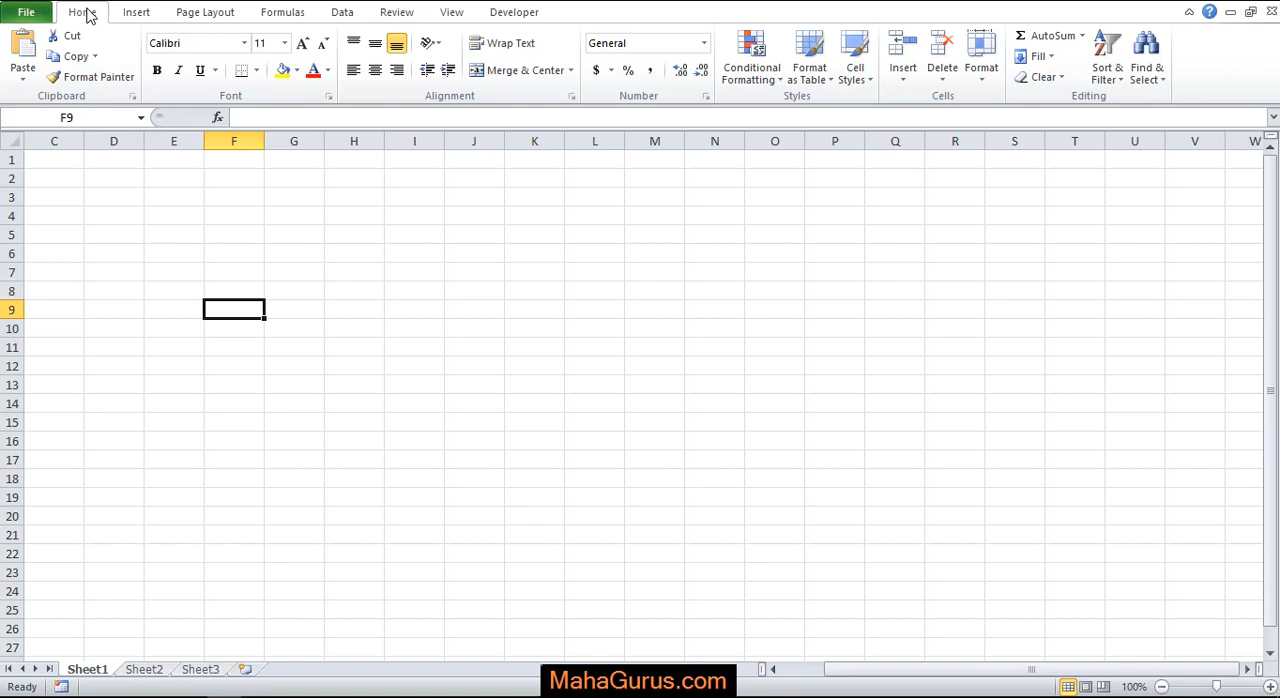 File Home Insert Page Layout Formulas Data Review View Developer
Paste
Cut
Copy
Format Painter
Clipboard
Calibri 11
B I U A
Font
Wrap Text
Merge & Center
Alignment
General
$ % ,
Number
Conditional Formatting
Format as Table
Cell Styles
Styles
Insert
Delete
Format
Cells
Σ AutoSum
Fill
Clear
Sort & Filter
Find & Select
Editing
F9 fx
C D E F G H I J K L M N O P Q R S T U V W
1
2
3
4
5
6
7
8
9
10
11
12
13
14
15
16
17
18
19
20
21
22
23
24
25
26
27
Sheet1 Sheet2 Sheet3
Ready
MahaGurus.com
100%